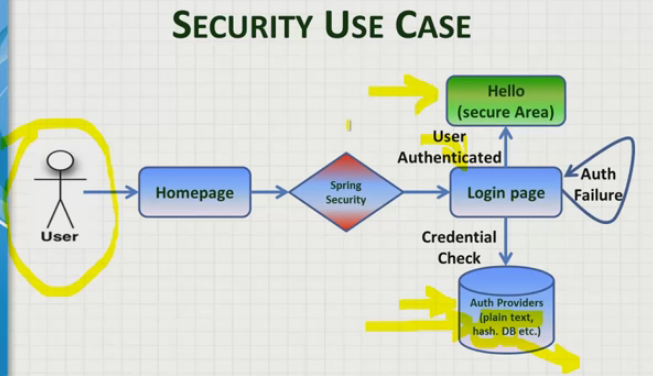 SECURITY USE CASE
Hello
(secure Area)
User
Authenticated
User
Homepage
Spring
Security
Login page
Auth
Failure
Credential
Check
Auth Providers
(plain text,
hash. DB etc.)